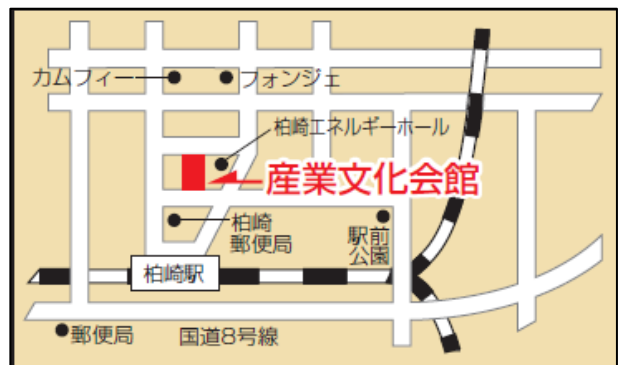 カムフィー
フォンジェ
柏崎エネルギーホール
産業文化会館
柏崎
郵便局
駅前
公園
柏崎駅
郵便局
国道8号線